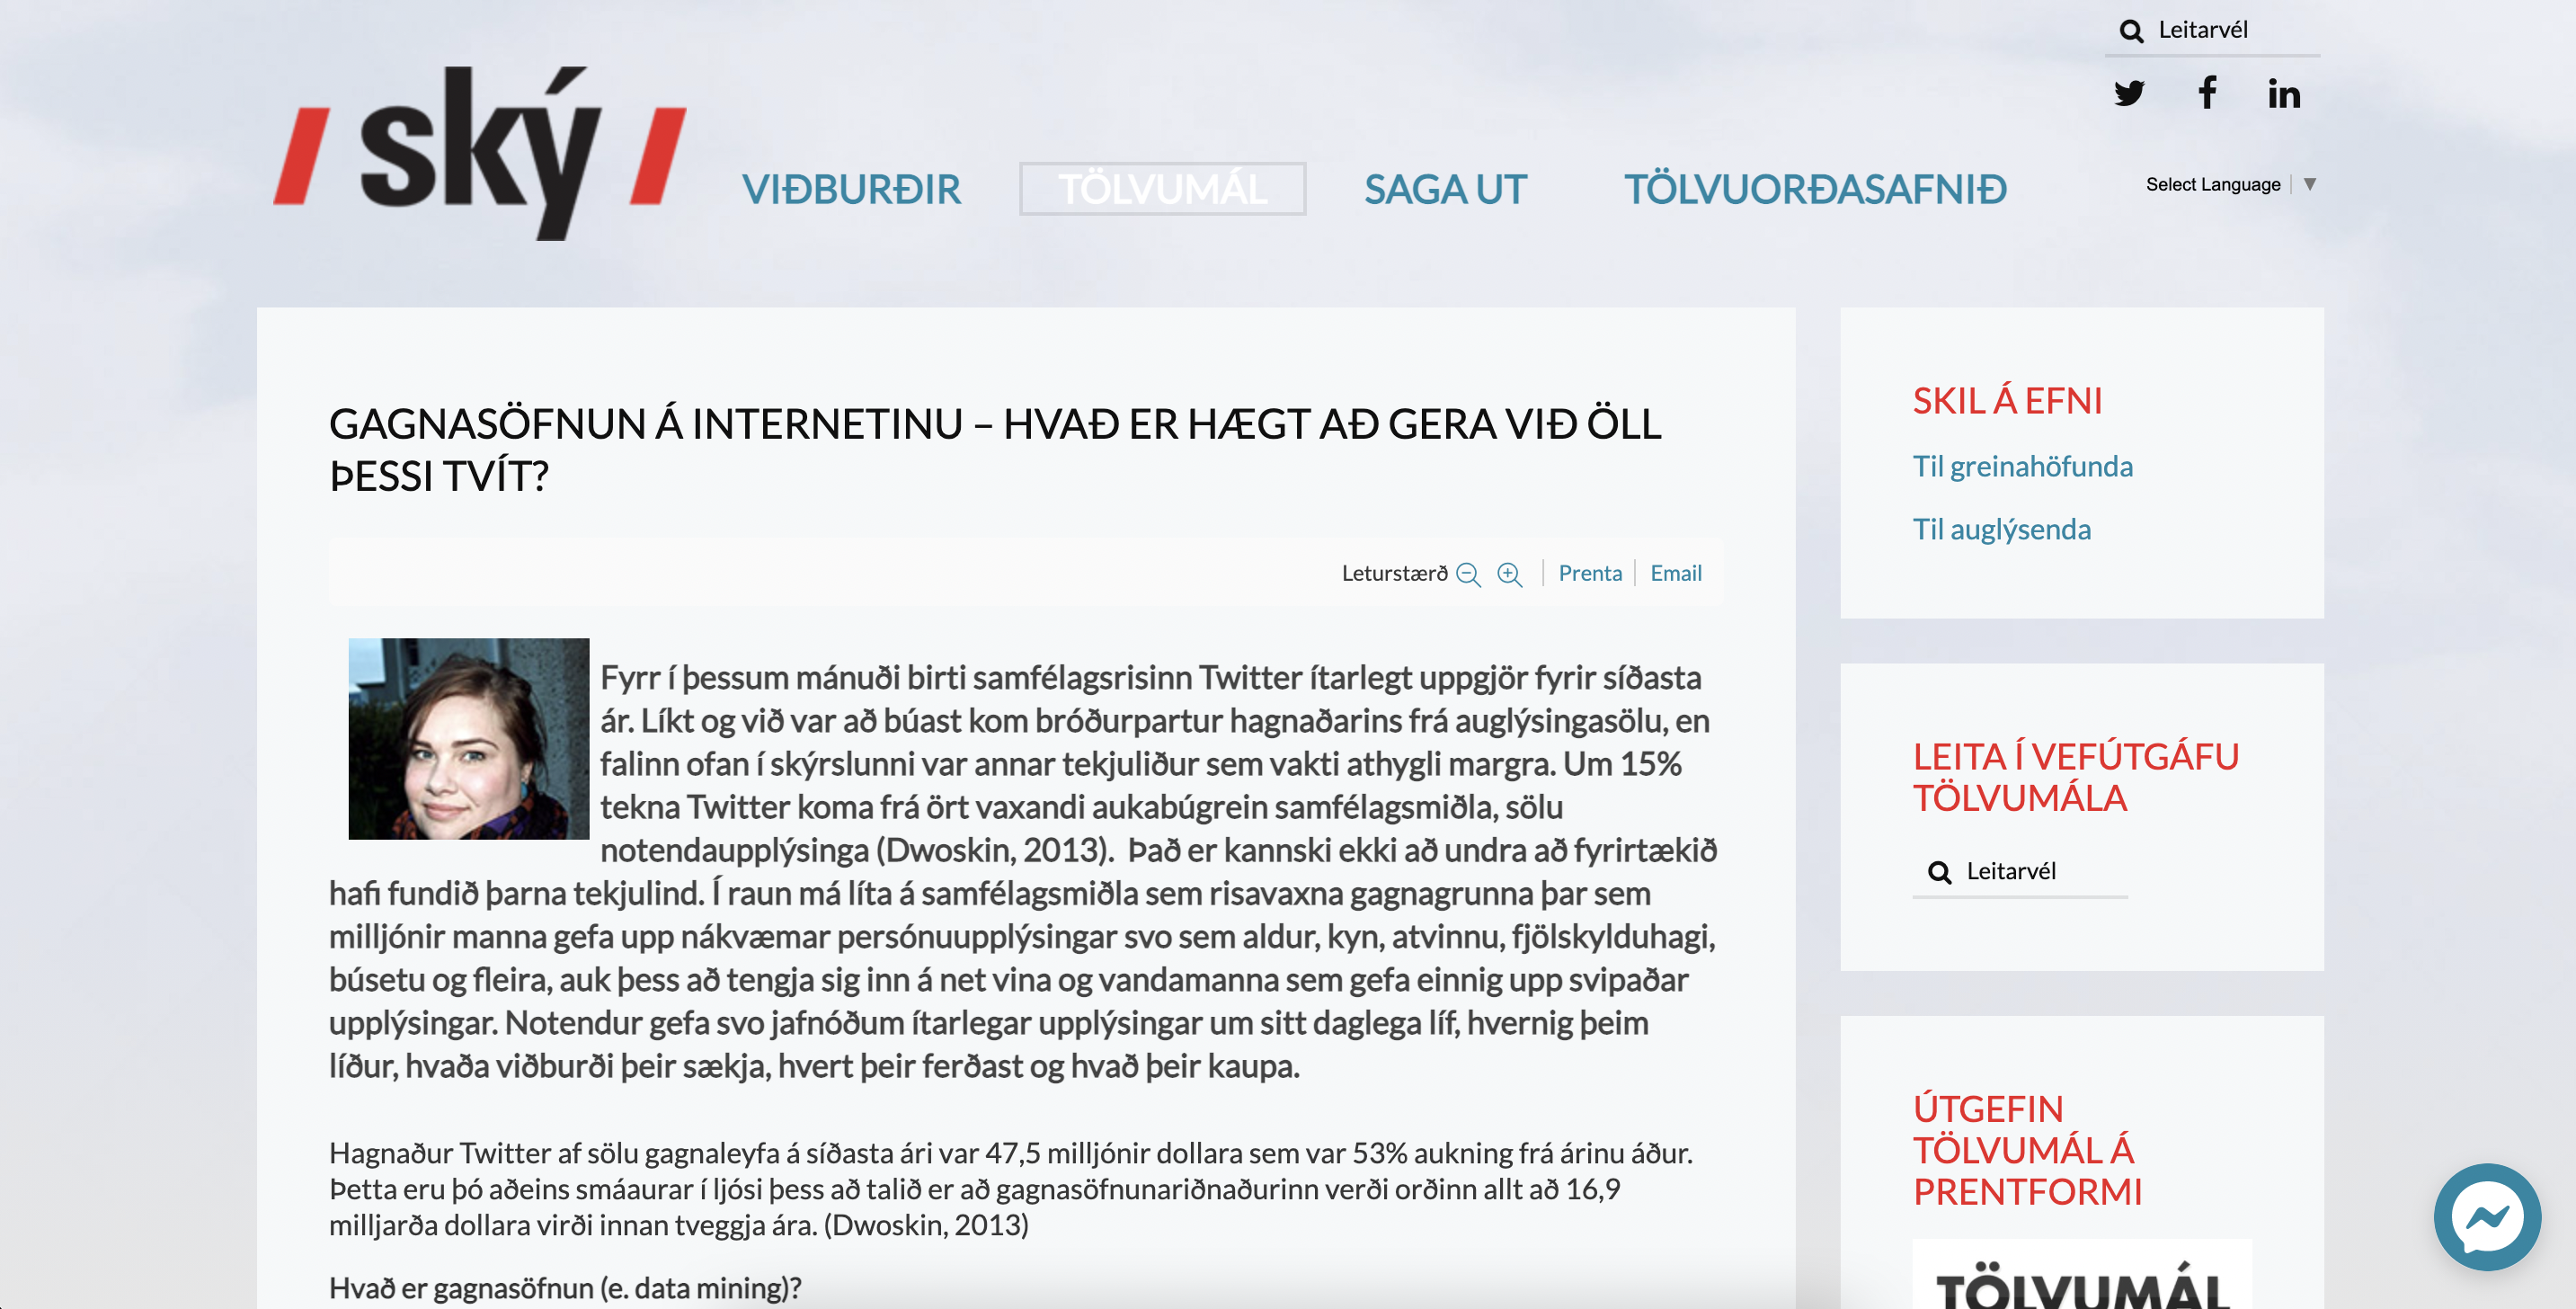 Leitarvél
/ ský /
VIÐBURÐIR
TÖLVUMÁL
SAGA UT
TÖLVUORÐASAFNIÐ
Select Language ▼
GAGNASÖFNUN Á INTERNETINU – HVAÐ ER HÆGT AÐ GERA VIÐ ÖLL
ÞESSI TVÍT?
Leturstærð
Prenta
Email
Fyrr í þessum mánuði birti samfélagsrisinn Twitter ítarlegt uppgjör fyrir síðasta
ár. Líkt og við var að búast kom bróðurpartur hagnaðarins frá auglýsingasölu, en
falinn ofan í skýrslunni var annar tekjuliður sem vakti athygli margra. Um 15%
tekna Twitter koma frá ört vaxandi aukabúgrein samfélagsmiðla, sölu
notendaupplýsinga (Dwoskin, 2013).  Það er kannski ekki að undra að fyrirtækið
hafi fundið þarna tekjulind. Í raun má líta á samfélagsmiðla sem risavaxna gagnagrunna þar sem
milljónir manna gefa upp nákvæmar persónuupplýsingar svo sem aldur, kyn, atvinnu, fjölskylduhagi,
búsetu og fleira, auk þess að tengja sig inn á net vina og vandamanna sem gefa einnig upp svipaðar
upplýsingar. Notendur gefa svo jafnóðum ítarlegar upplýsingar um sitt daglega líf, hvernig þeim
líður, hvaða viðburði þeir sækja, hvert þeir ferðast og hvað þeir kaupa.
Hagnaður Twitter af sölu gagnaleyfa á síðasta ári var 47,5 milljónir dollara sem var 53% aukning frá árinu áður.
Þetta eru þó aðeins smáaurar í ljósi þess að talið er að gagnasöfnunariðnaðurinn verði orðinn allt að 16,9
milljarða dollara virði innan tveggja ára. (Dwoskin, 2013)
Hvað er gagnasöfnun (e. data mining)?
SKIL Á EFNI
Til greinahöfunda
Til auglýsenda
LEITA Í VEFÚTGÁFU
TÖLVUMÁLA
Leitarvél
ÚTGEFIN
TÖLVUMÁL Á
PRENTFORMI
TÖLVUMÁL